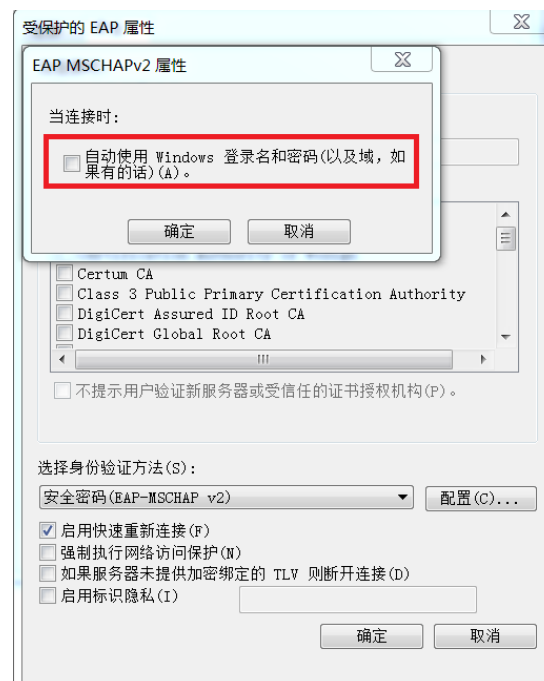 受保护的 EAP 属性
EAP MSCHAPv2 属性
当连接时:
自动使用 Windows 登录名和密码(以及域，如
果有的话)(A)。
确定 取消
Certum CA
Class 3 Public Primary Certification Authority
DigiCert Assured ID Root CA
DigiCert Global Root CA
不提示用户验证新服务器或受信任的证书授权机构(P)。
选择身份验证方法(S):
安全密码(EAP-MSCHAP v2) 配置(C)...
启用快速重新连接(F)
强制执行网络访问保护(N)
如果服务器未提供加密绑定的 TLV 则断开连接(D)
启用标识隐私(I)
确定 取消